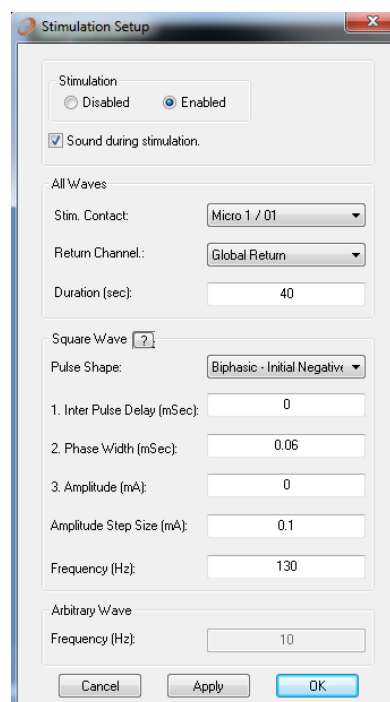 Stimulation Setup
Stimulation
Disabled Enabled
Sound during stimulation.
All Waves
Stim. Contact: Micro 1 / 01
Return Channel.: Global Return
Duration (sec): 40
Square Wave ?
Pulse Shape: Biphasic - Initial Negative
1. Inter Pulse Delay (mSec): 0
2. Phase Width (mSec): 0.06
3. Amplitude (mA): 0
Amplitude Step Size (mA): 0.1
Frequency (Hz): 130
Arbitrary Wave
Frequency (Hz): 10
Cancel Apply OK